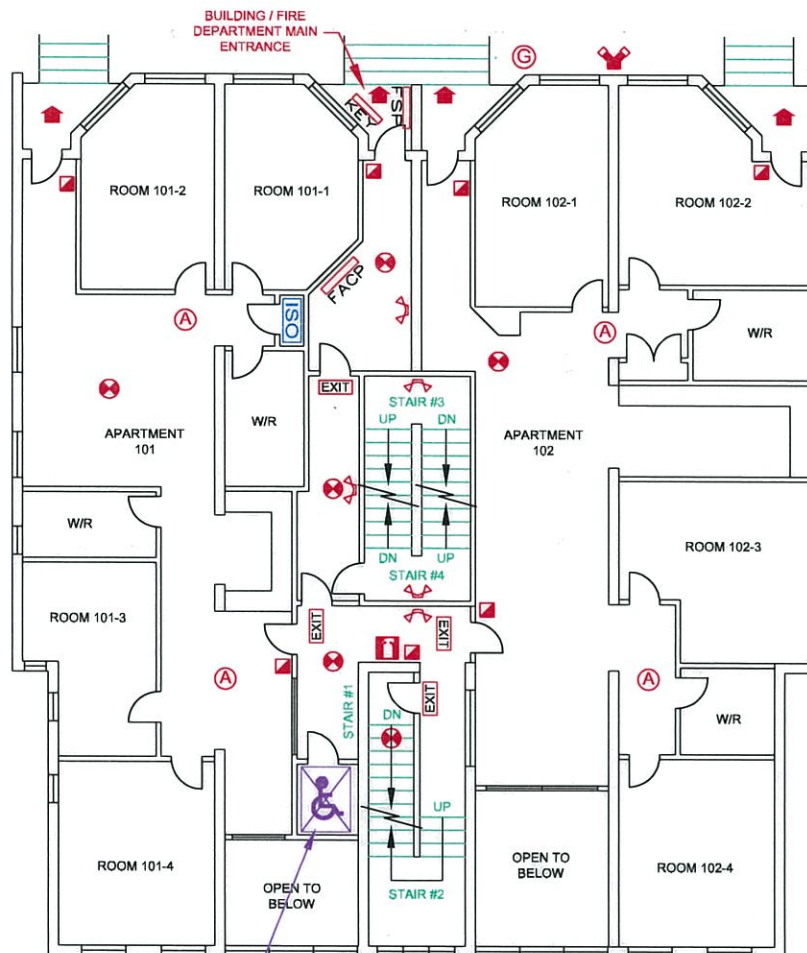 BUILDING / FIRE
DEPARTMENT MAIN
ENTRANCE
G
KEY
FSP
ROOM 101-2
ROOM 101-1
ROOM 102-1
ROOM 102-2
FACP
ISO
A
A
EXIT
STAIR #3
UP
DN
W/R
W/R
APARTMENT
101
APARTMENT
102
W/R
DN
UP
STAIR #4
ROOM 102-3
ROOM 101-3
EXIT
EXIT
A
A
STAIR #1
EXIT
DN
W/R
UP
ROOM 101-4
OPEN TO
BELOW
STAIR #2
OPEN TO
BELOW
ROOM 102-4